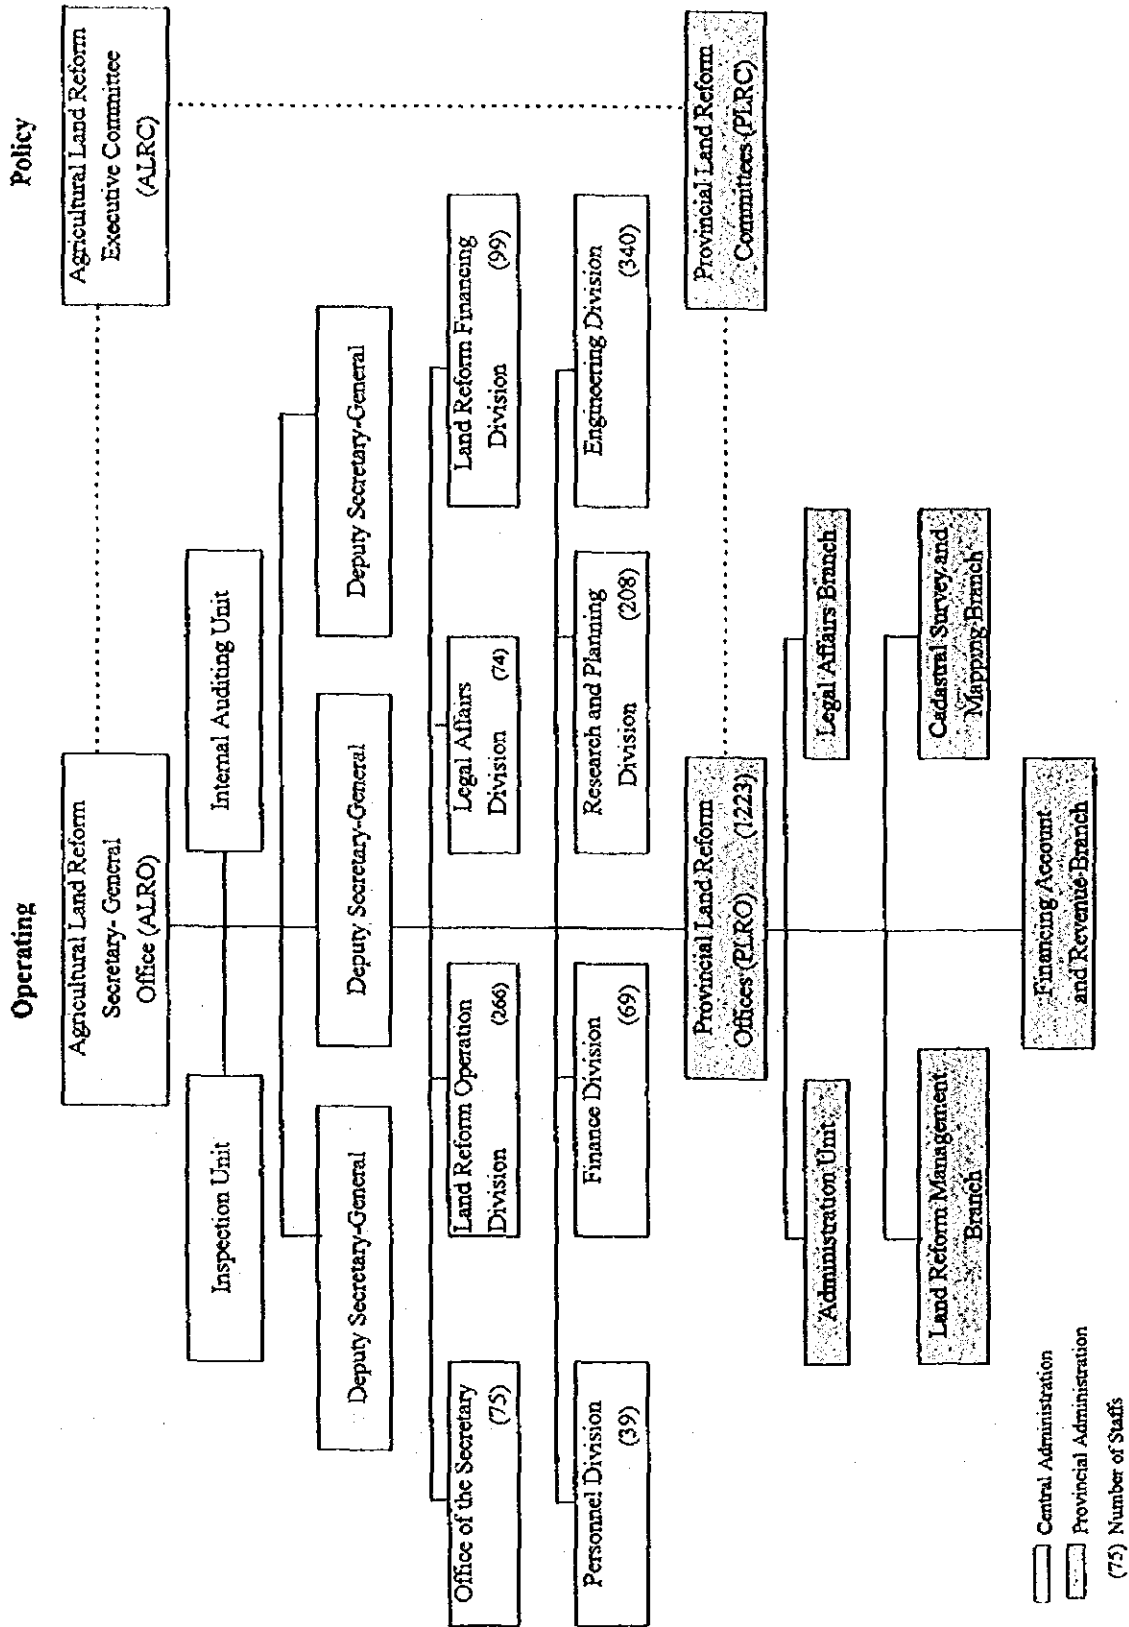 Operating
Policy
Agricultural Land Reform
Secretary- General
Office (ALRO)
Agricultural Land Reform
Executive Committee
(ALRC)
Inspection Unit
Internal Auditing Unit
Deputy Secretary-General
Deputy Secretary-General
Deputy Secretary-General
Office of the Secretary
(75)
Land Reform Operation
Division (266)
Legal Affairs
Division (74)
Land Reform Financing
Division (99)
Personnel Division
(39)
Finance Division
(69)
Research and Planning
Division (208)
Engineering Division
(340)
Provincial Land Reform
Offices (PLRO) (1223)
Provincial Land Reform
Committees (PLRC)
Administration Unit
Legal Affairs Branch
Land Reform Management
Branch
Cadastral Survey and
Mapping Branch
Financing Account
and Revenue Branch
Central Administration
Provincial Administration
(75) Number of Staffs